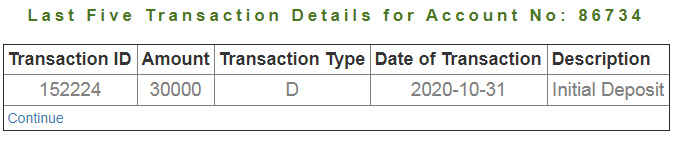 Last Five Transaction Details for Account No: 86734
Transaction ID Amount Transaction Type Date of Transaction Description
152224 30000 D 2020-10-31 Initial Deposit
Continue